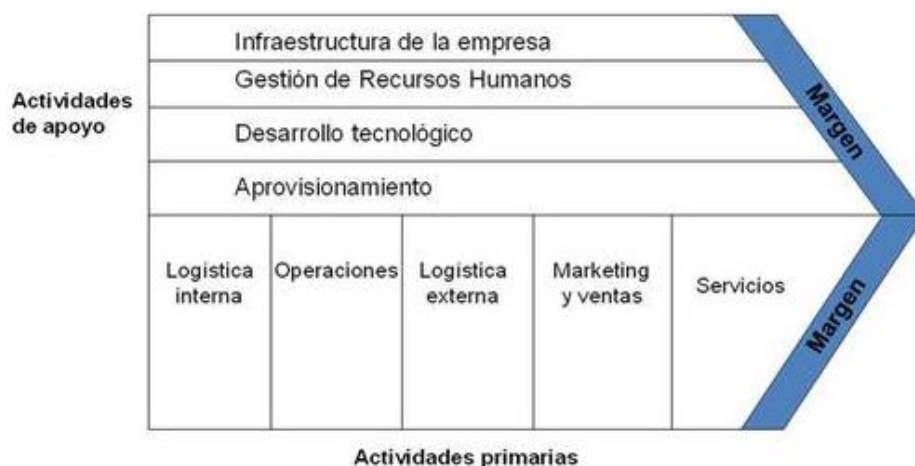 Infraestructura de la empresa
Gestión de Recursos Humanos
Actividades
de apoyo
Desarrollo tecnológico
Aprovisionamiento
Margen
Logística
interna
Operaciones
Logística
externa
Marketing
y ventas
Servicios
Margen
Actividades primarias